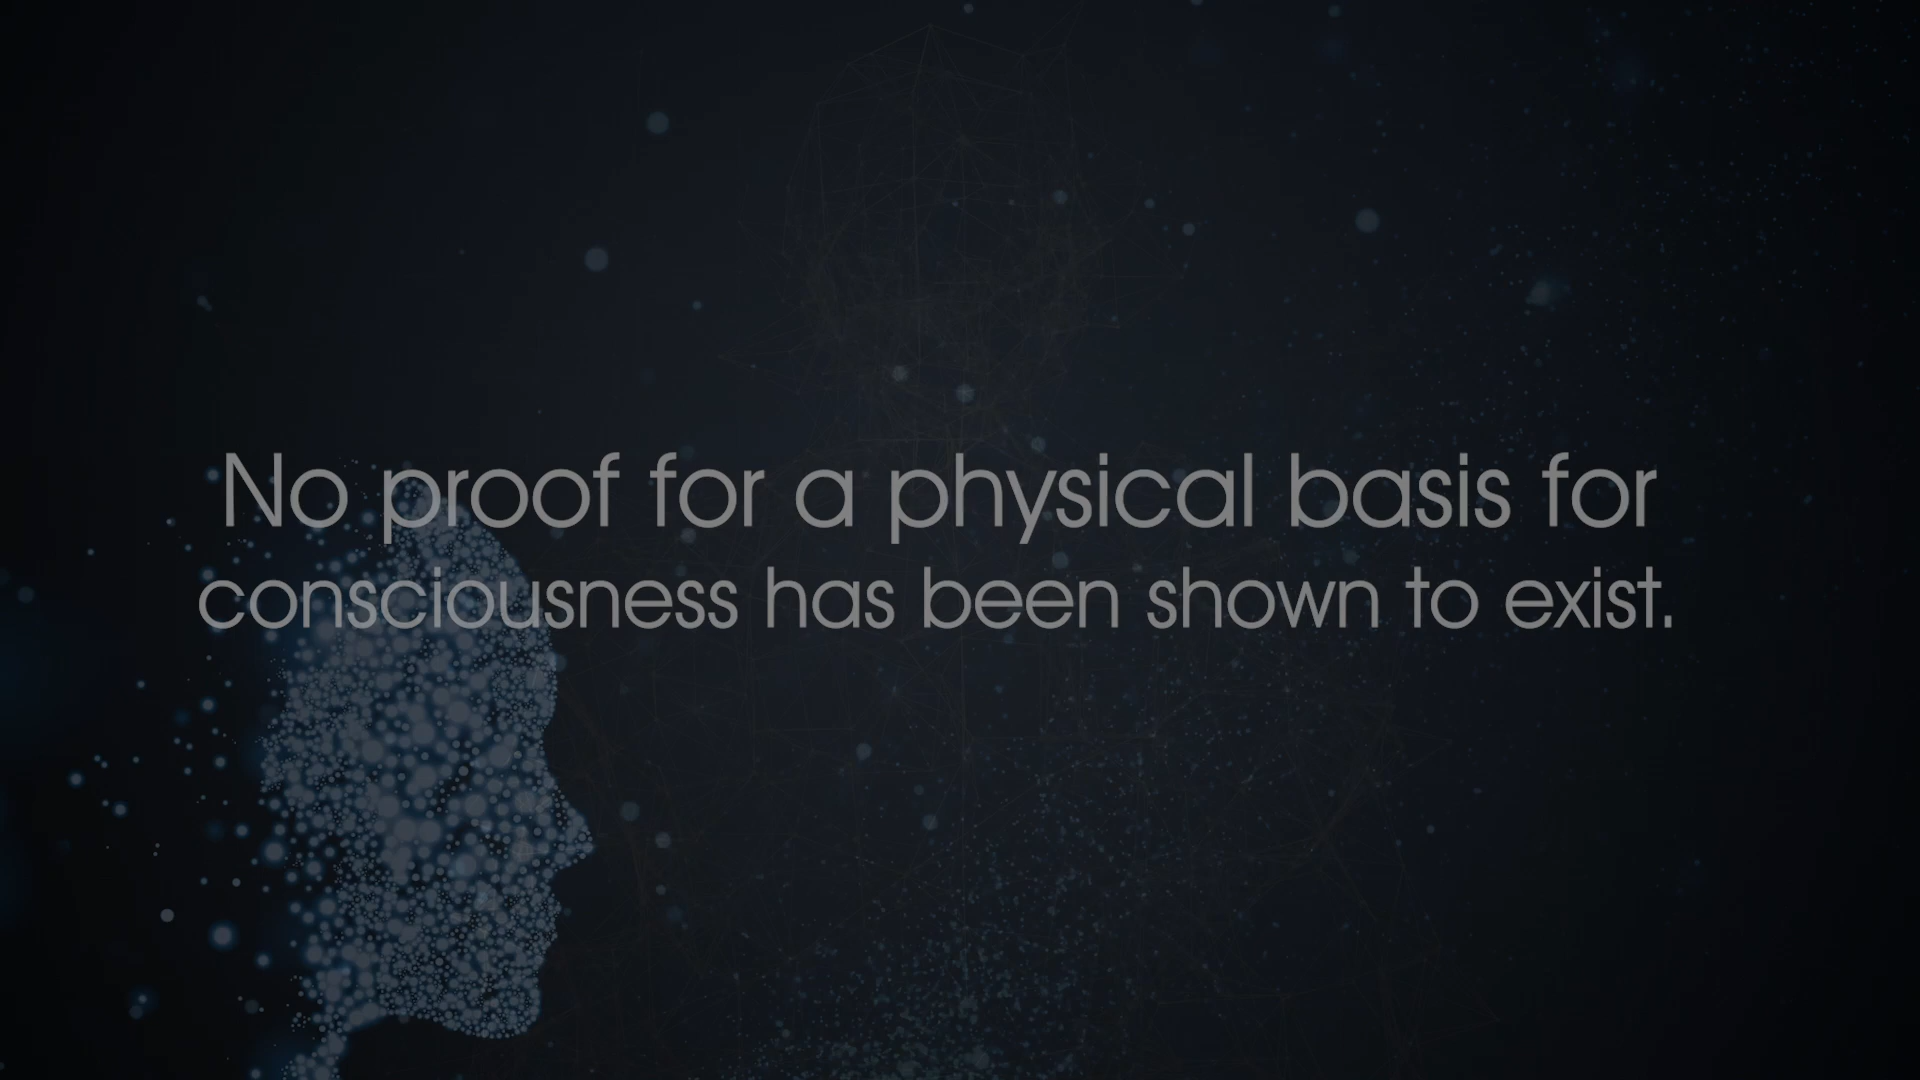 No proof for a physical basis for
consciousness has been shown to exist.